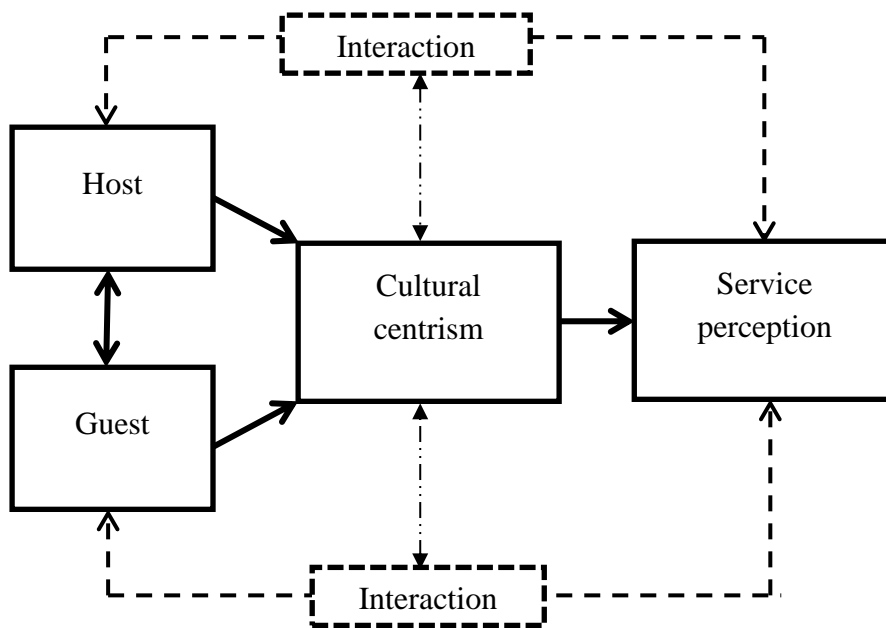 Interaction
Host
Cultural
centrism
Service
perception
Guest
Interaction